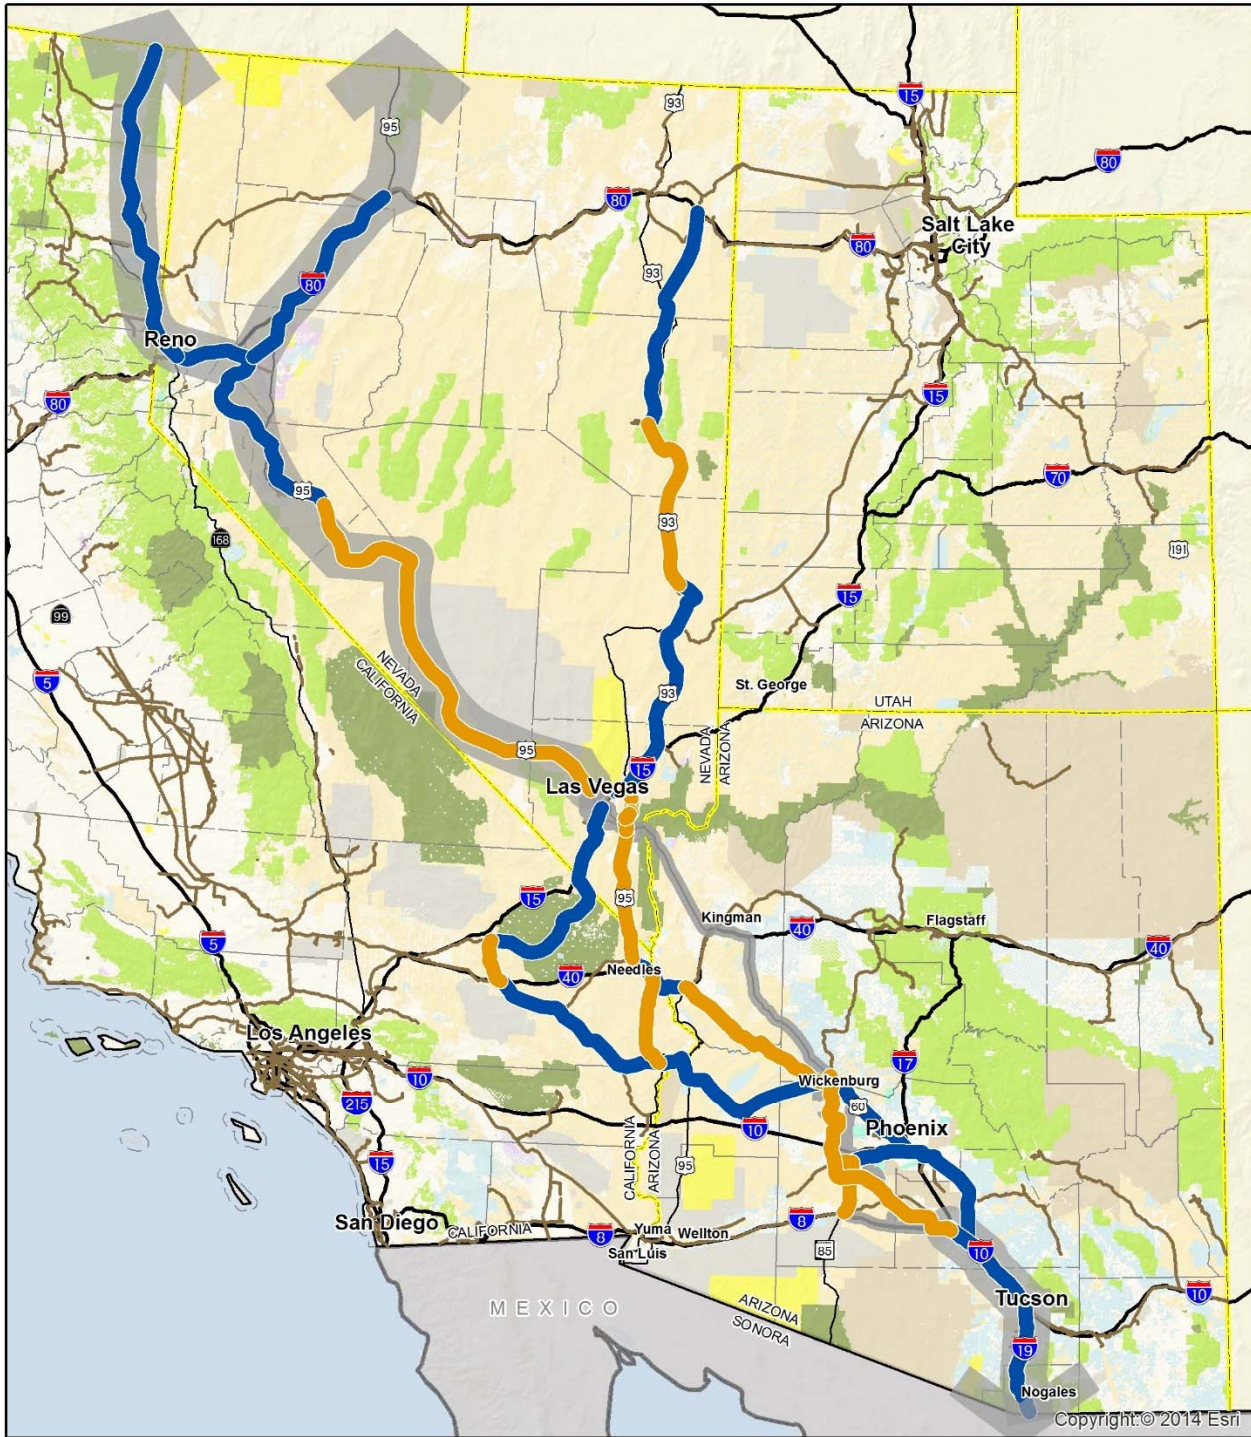 15
93
95
80
80
Salt Lake
City
80
80
93
Reno
80
15
70
95
93
191
168
15
99
NEVADA
CALIFORNIA
5
St. George
93
UTAH
ARIZONA
NEVADA
ARIZONA
95
15
Las Vegas
15
95
Kingman
40
Flagstaff
5
40
40
Needles
Los Angeles
10
17
Wickenburg
215
60
10
Phoenix
CALIFORNIA
ARIZONA
15
95
San Diego
CALIFORNIA
8
Yuma
Wellton
8
San Luis
85
10
MEXICO
ARIZONA
SONORA
Tucson
10
19
Nogales
Copyright:© 2014 Esri